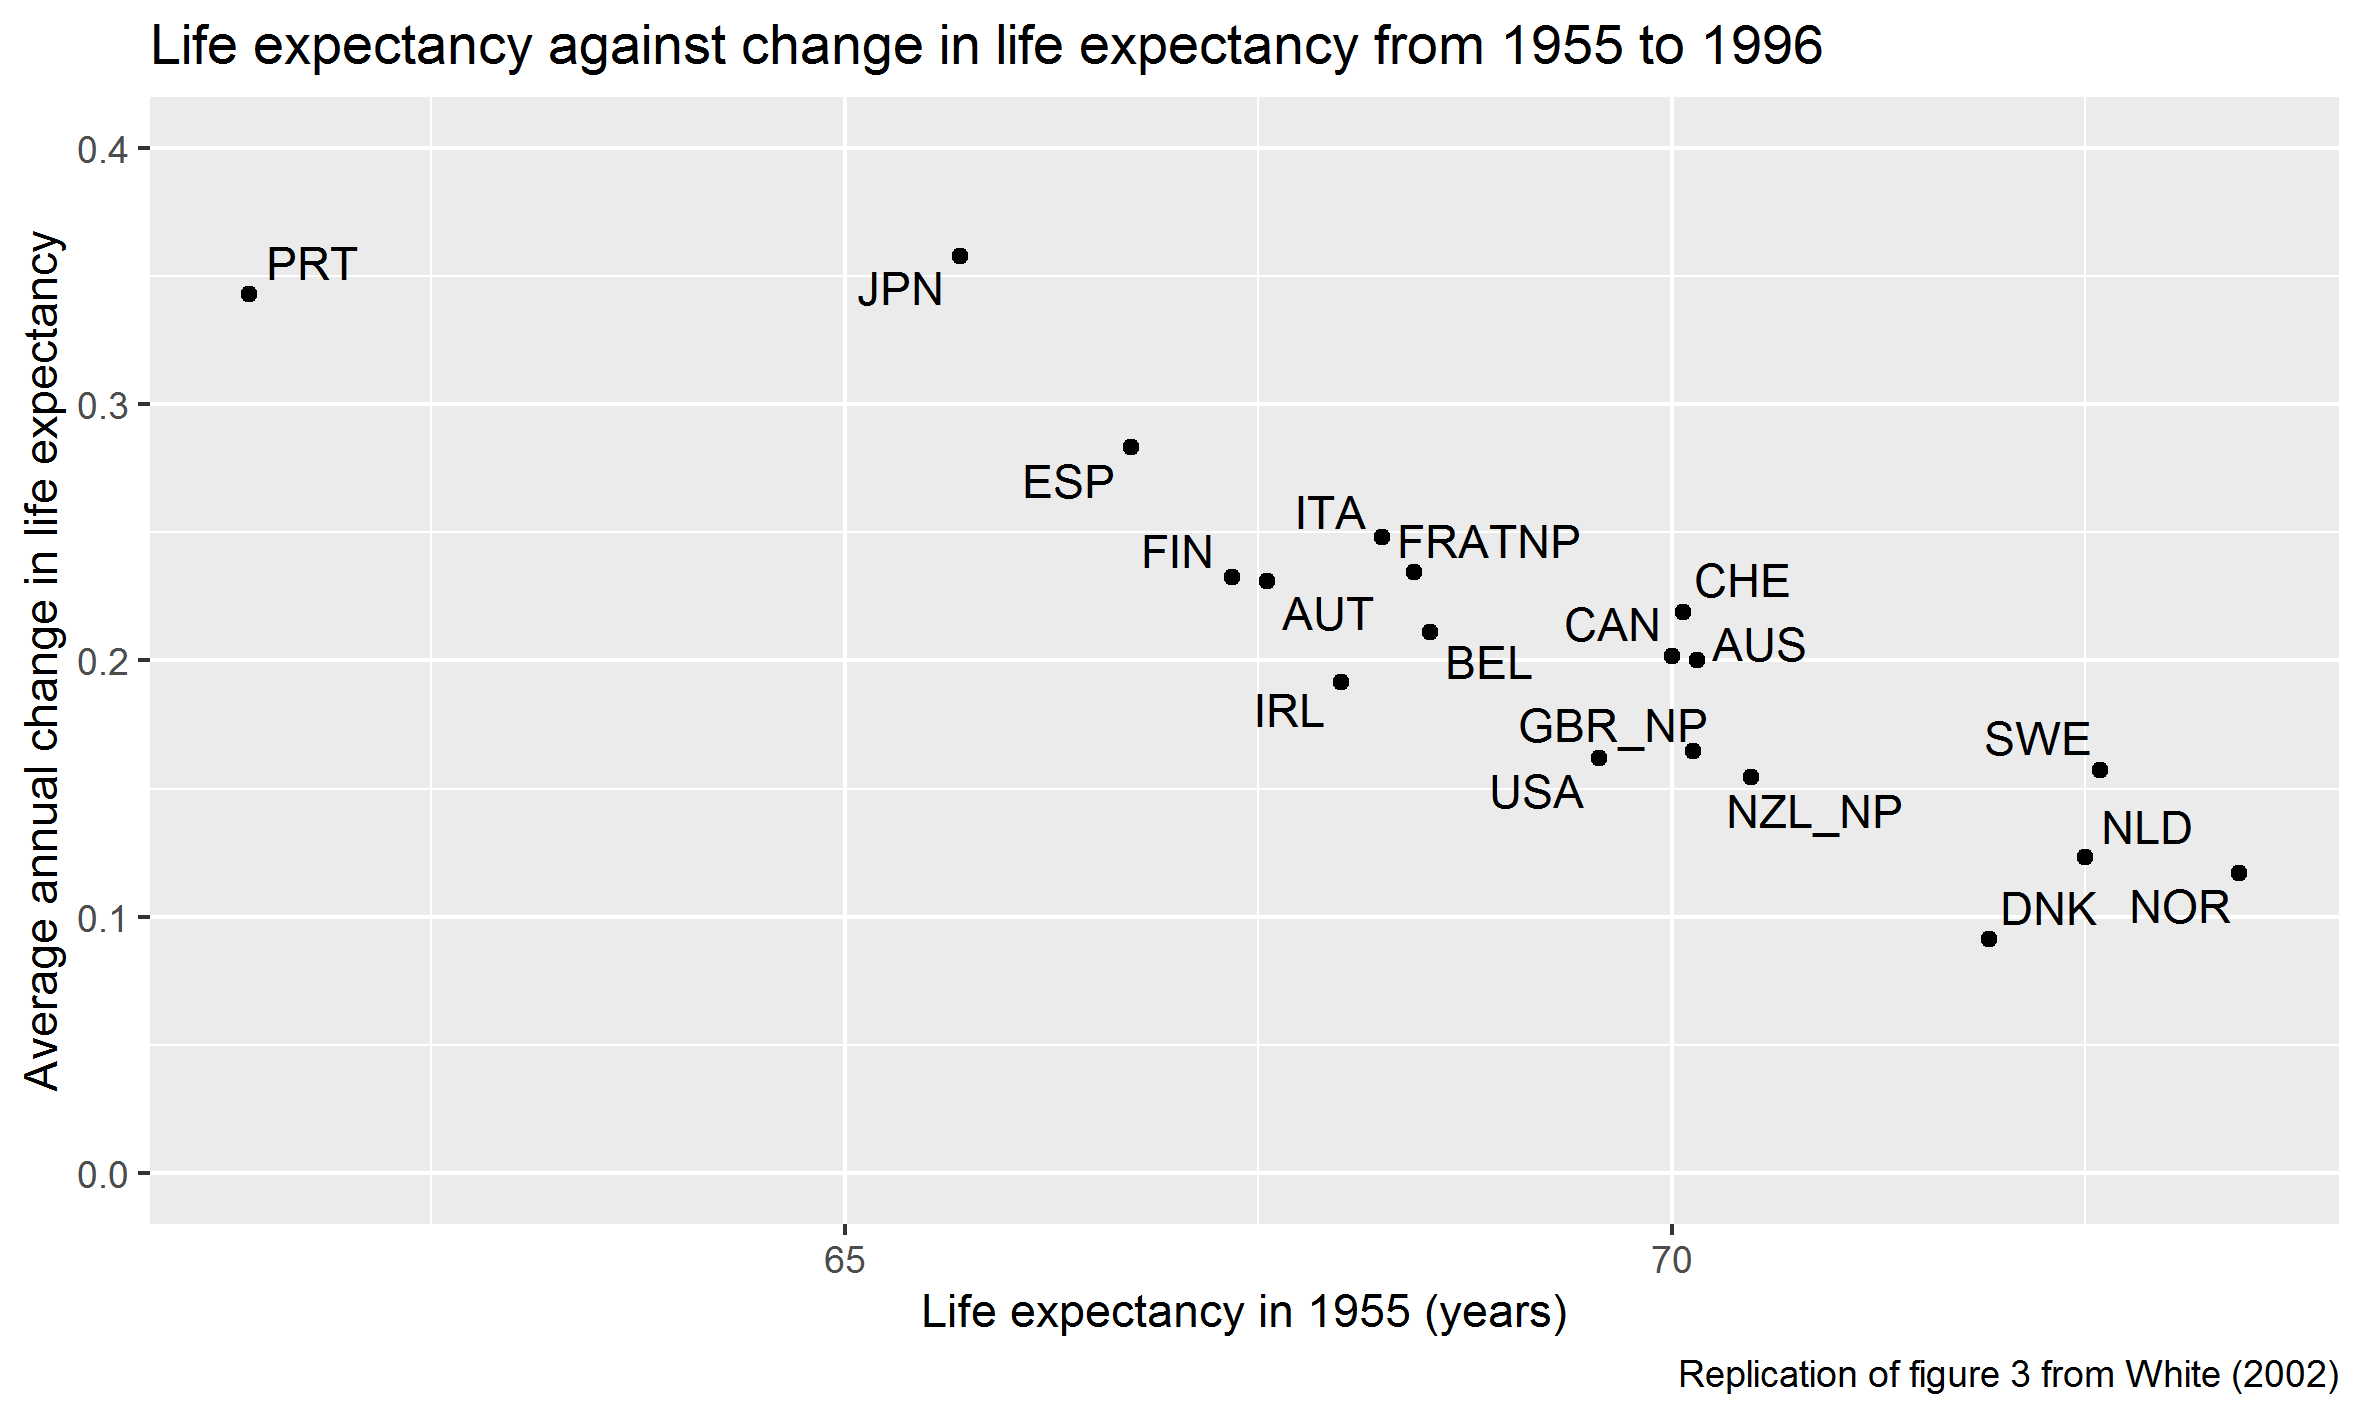 Life expectancy against change in life expectancy from 1955 to 1996
Average annual change in life expectancy
0.4
0.3
0.2
0.1
0.0
PRT
JPN
ESP
ITA
FRATNP
FIN
AUT
CHE
CAN
AUS
BEL
IRL
GBR_NP
SWE
USA
NZL_NP
NLD
DNK
NOR
65
70
Life expectancy in 1955 (years)
Replication of figure 3 from White (2002)